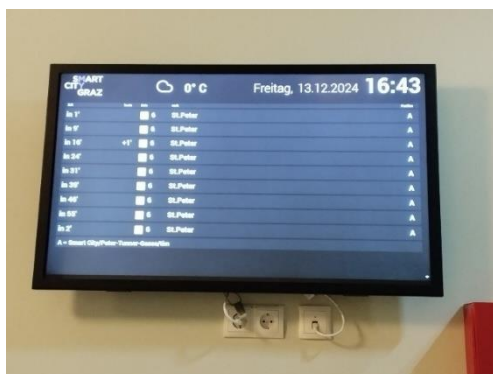 SMART
CITY
GRAZ
0° C
Freitag, 13.12.2024 16:43
in 1' 6 St.Peter A
in 9' 6 St.Peter A
in 16' +1' 6 St.Peter A
in 24' 6 St.Peter A
in 31' 6 St.Peter A
in 39' 6 St.Peter A
in 46' 6 St.Peter A
in 55' 6 St.Peter A
in 2' 6 St.Peter A
A = Smart City/Peter-Tunner-Gasse/